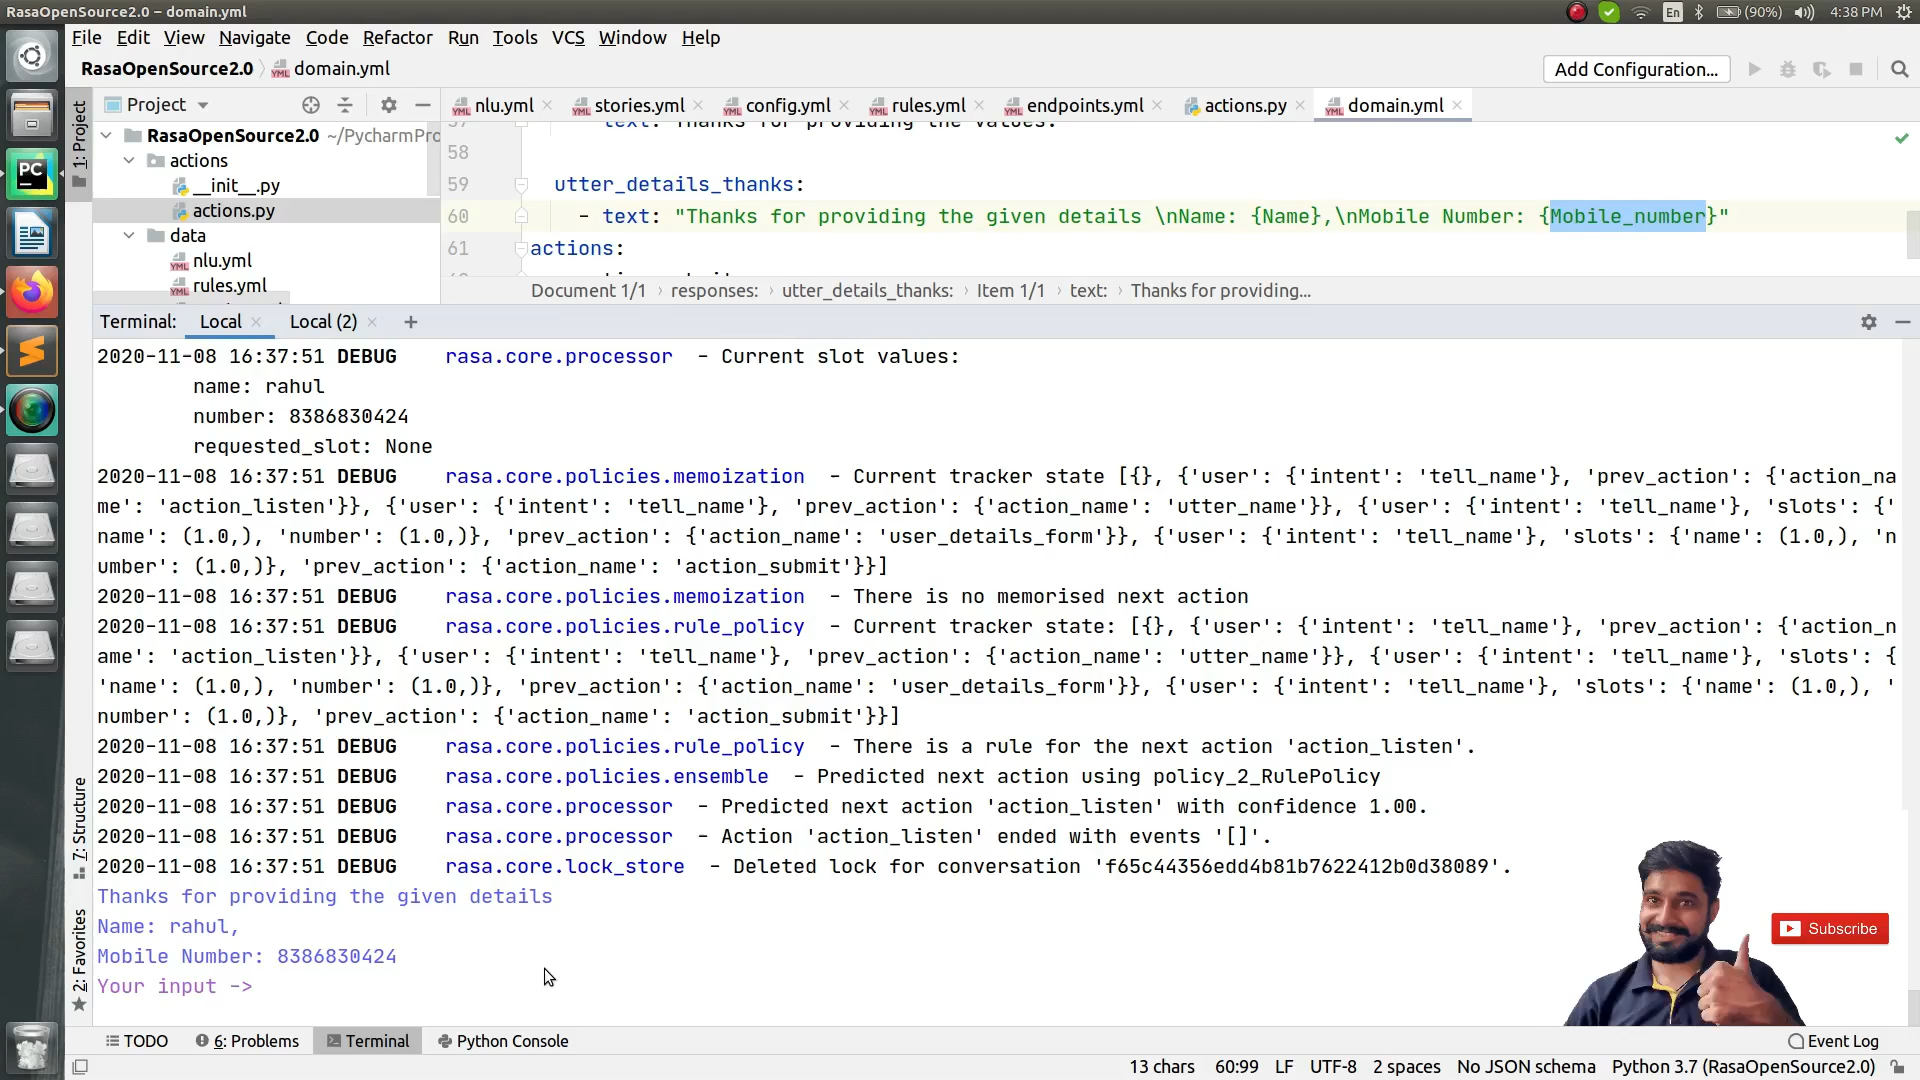 RasaOpenSource2.0 – domain.yml
En (90%) 4:38 PM
File Edit View Navigate Code Refactor Run Tools VCS Window Help
RasaOpenSource2.0 domain.yml Add Configuration...
Project nlu.yml stories.yml config.yml rules.yml endpoints.yml actions.py domain.yml
1: Project
RasaOpenSource2.0 ~/PycharmPro
actions
__init__.py
actions.py
data
nlu.yml
rules.yml
57 text: Thanks for providing the values.
58
59 utter_details_thanks:
60 - text: "Thanks for providing the given details \nName: {Name},\nMobile Number: {Mobile_number}"
61 actions:
Document 1/1 › responses: › utter_details_thanks: › Item 1/1 › text: › Thanks for providing...
Terminal: Local Local (2) +
2020-11-08 16:37:51 DEBUG rasa.core.processor - Current slot values:
name: rahul
number: 8386830424
requested_slot: None
2020-11-08 16:37:51 DEBUG rasa.core.policies.memoization - Current tracker state [{}, {'user': {'intent': 'tell_name'}, 'prev_action': {'action_na
me': 'action_listen'}}, {'user': {'intent': 'tell_name'}, 'prev_action': {'action_name': 'utter_name'}}, {'user': {'intent': 'tell_name'}, 'slots': {'
name': (1.0,), 'number': (1.0,)}, 'prev_action': {'action_name': 'user_details_form'}}, {'user': {'intent': 'tell_name'}, 'slots': {'name': (1.0,), 'n
umber': (1.0,)}, 'prev_action': {'action_name': 'action_submit'}}]
2020-11-08 16:37:51 DEBUG rasa.core.policies.memoization - There is no memorised next action
2020-11-08 16:37:51 DEBUG rasa.core.policies.rule_policy - Current tracker state: [{}, {'user': {'intent': 'tell_name'}, 'prev_action': {'action_n
ame': 'action_listen'}}, {'user': {'intent': 'tell_name'}, 'prev_action': {'action_name': 'utter_name'}}, {'user': {'intent': 'tell_name'}, 'slots': {
'name': (1.0,), 'number': (1.0,)}, 'prev_action': {'action_name': 'user_details_form'}}, {'user': {'intent': 'tell_name'}, 'slots': {'name': (1.0,), '
number': (1.0,)}, 'prev_action': {'action_name': 'action_submit'}}]
2020-11-08 16:37:51 DEBUG rasa.core.policies.rule_policy - There is a rule for the next action 'action_listen'.
2020-11-08 16:37:51 DEBUG rasa.core.policies.ensemble - Predicted next action using policy_2_RulePolicy
2020-11-08 16:37:51 DEBUG rasa.core.processor - Predicted next action 'action_listen' with confidence 1.00.
2020-11-08 16:37:51 DEBUG rasa.core.processor - Action 'action_listen' ended with events '[]'.
2020-11-08 16:37:51 DEBUG rasa.core.lock_store - Deleted lock for conversation 'f65c44356edd4b81b7622412b0d38089'.
Thanks for providing the given details
Name: rahul,
Mobile Number: 8386830424
Your input ->
7: Structure
2: Favorites
Subscribe
TODO 6: Problems Terminal Python Console Event Log
13 chars 60:99 LF UTF-8 2 spaces No JSON schema Python 3.7 (RasaOpenSource2.0)